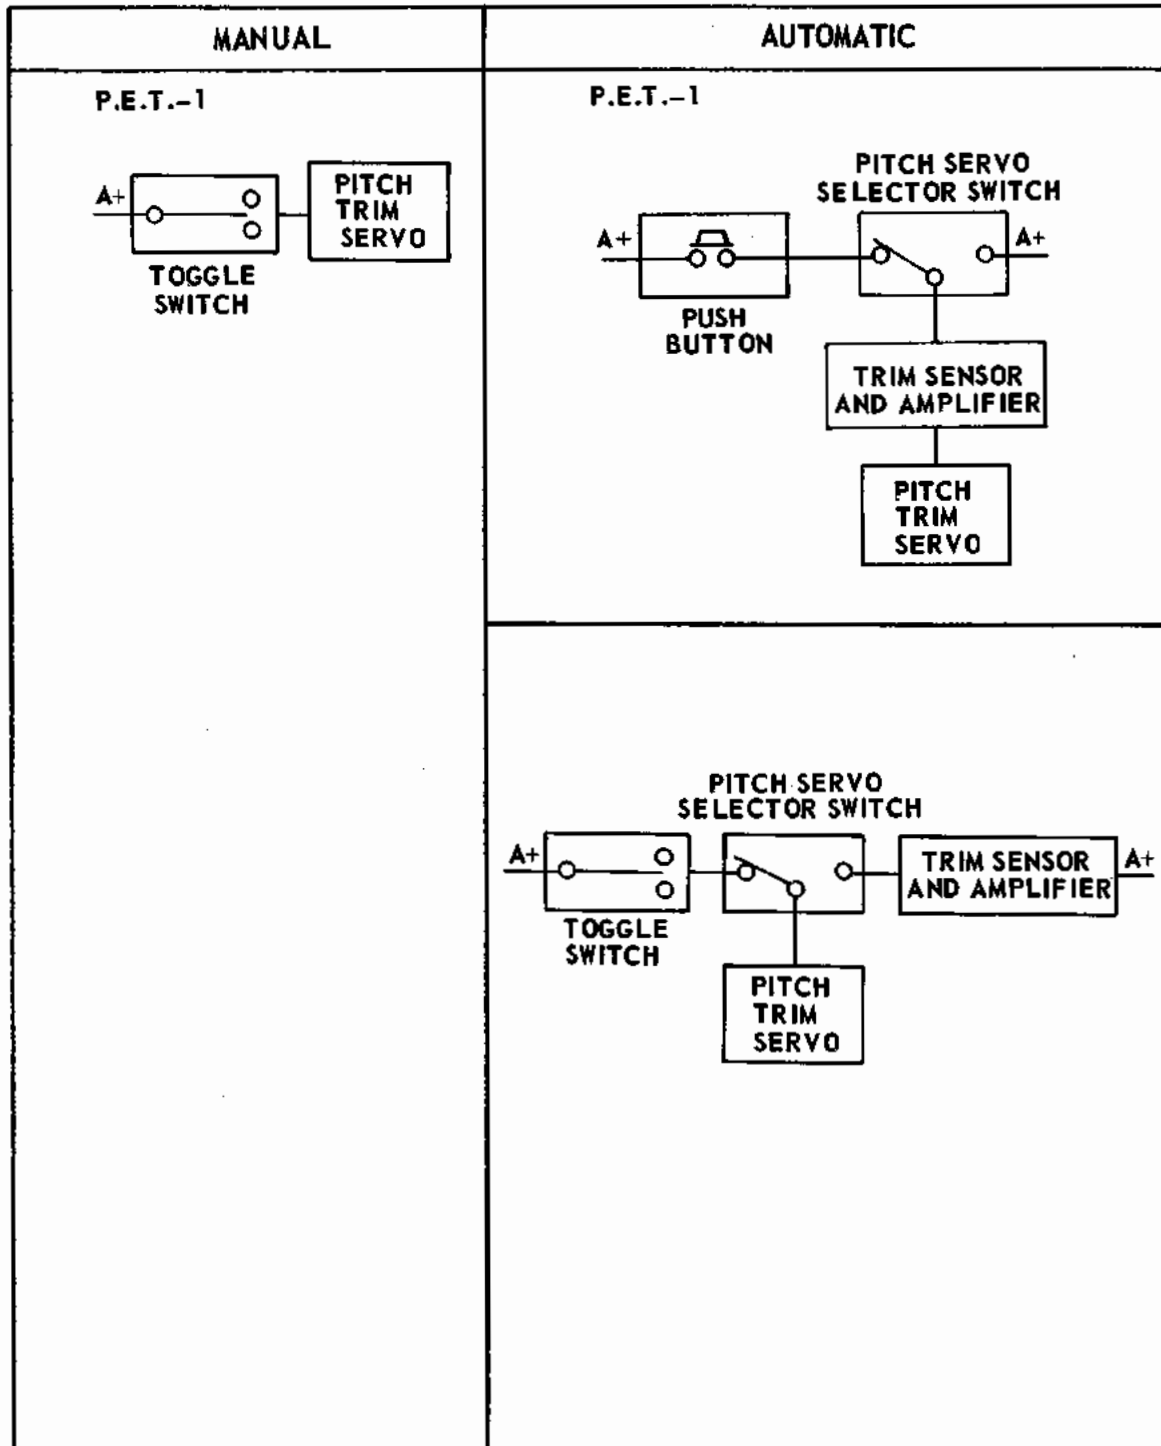 MANUAL
AUTOMATIC
P.E.T.-1
A+
TOGGLE
SWITCH
PITCH
TRIM
SERVO
P.E.T.-1
PITCH SERVO
SELECTOR SWITCH
A+
A+
PUSH
BUTTON
TRIM SENSOR
AND AMPLIFIER
PITCH
TRIM
SERVO
PITCH SERVO
SELECTOR SWITCH
A+
TRIM SENSOR
AND AMPLIFIER
A+
TOGGLE
SWITCH
PITCH
TRIM
SERVO